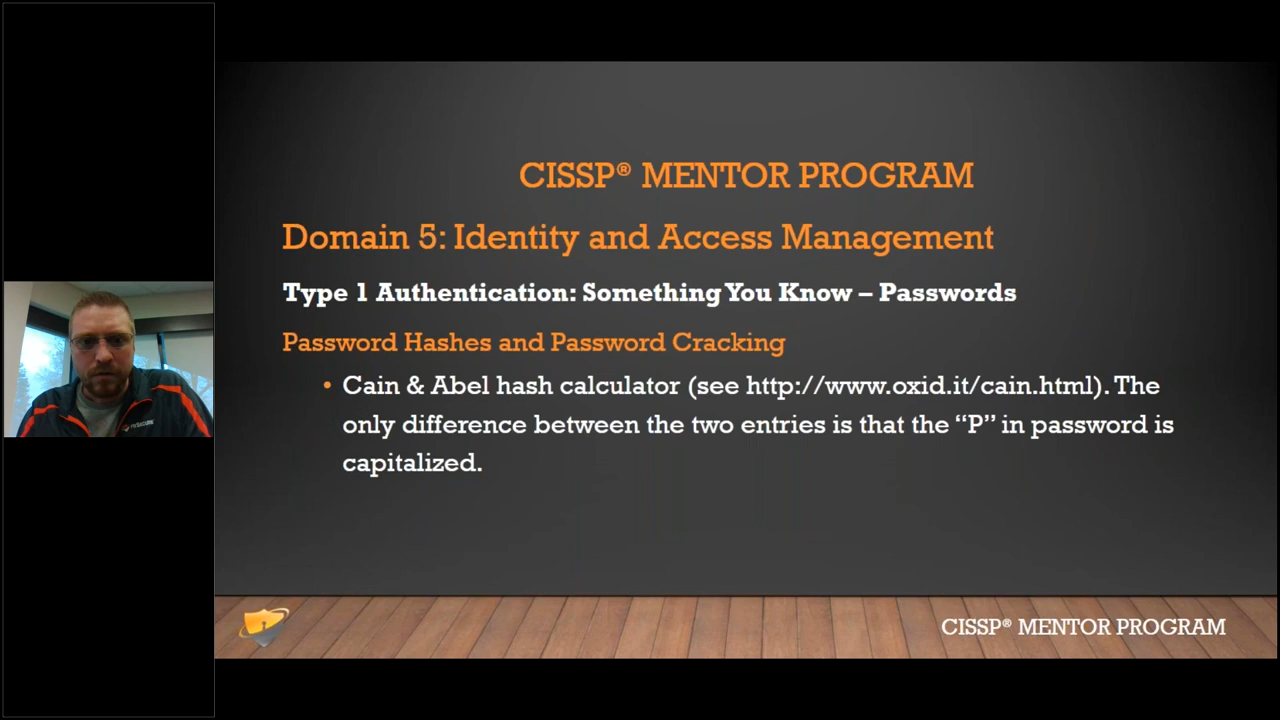 CISSP® MENTOR PROGRAM
Domain 5: Identity and Access Management
Type 1 Authentication: Something You Know – Passwords
Password Hashes and Password Cracking
• Cain & Abel hash calculator (see http://www.oxid.it/cain.html). The
only difference between the two entries is that the “P” in password is
capitalized.
CISSP® MENTOR PROGRAM